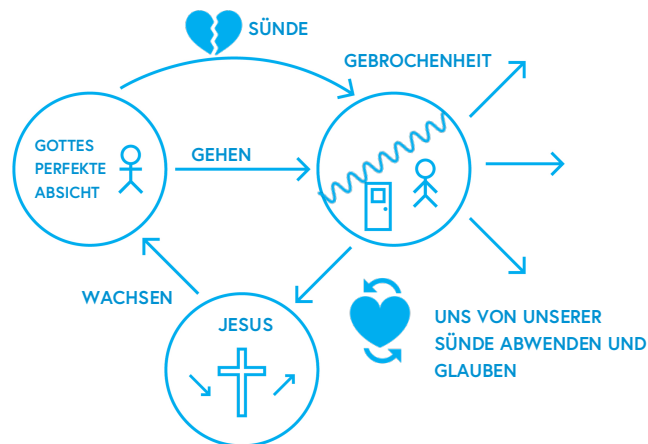 SÜNDE
GEBROCHENHEIT
GOTTES
PERFEKTE
ABSICHT
GEHEN
WACHSEN
JESUS
UNS VON UNSERER
SÜNDE ABWENDEN UND
GLAUBEN